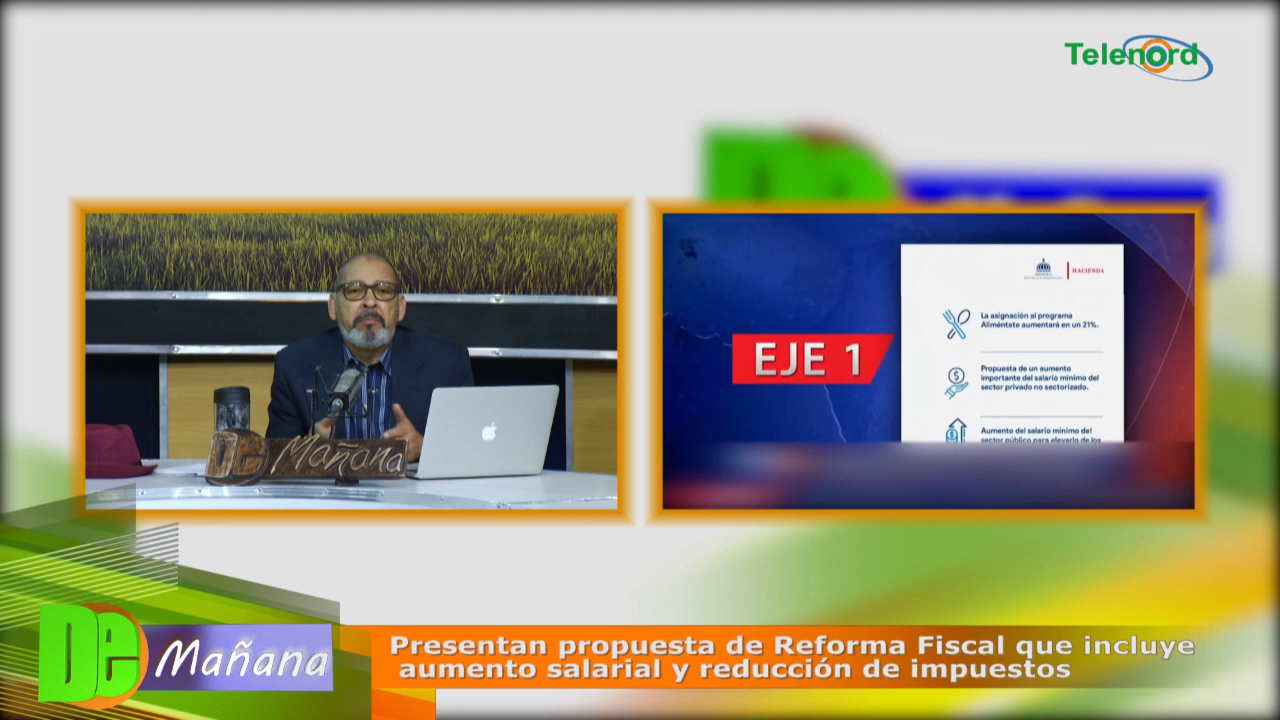 Telenord
De
Mañana
EJE 1
HACIENDA
La asignación al programa
Aliméntate aumentará en un 21%.
Propuesta de un aumento
importante del salario mínimo del
sector privado no sectorizado.
Aumento del salario mínimo del
sector público para elevarlo de los
De
Mañana
Presentan propuesta de Reforma Fiscal que incluye
aumento salarial y reducción de impuestos